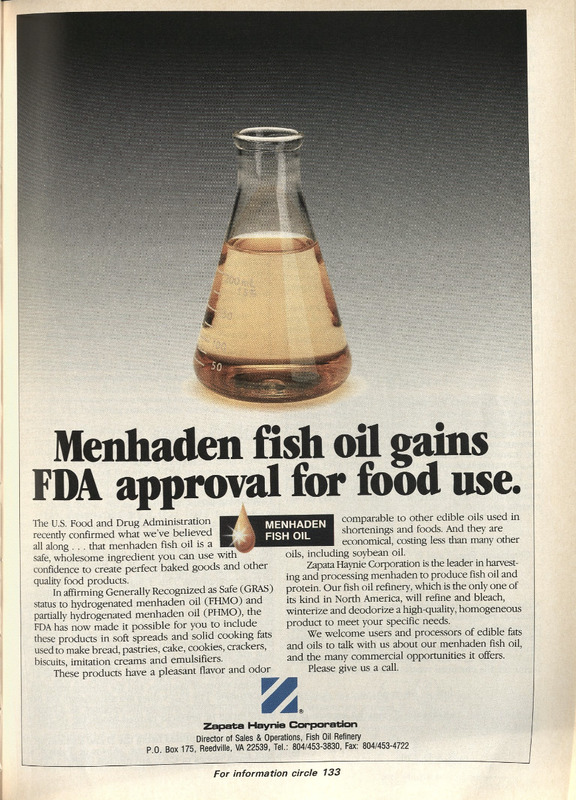 200 mL
100
50
Menhaden fish oil gains
FDA approval for food use.
MENHADEN
FISH OIL
The U.S. Food and Drug Administration
recently confirmed what we've believed
all along . . . that menhaden fish oil is a
safe, wholesome ingredient you can use with
confidence to create perfect baked goods and other
quality food products.
In affirming Generally Recognized as Safe (GRAS)
status to hydrogenated menhaden oil (FHMO) and
partially hydrogenated menhaden oil (PHMO), the
FDA has now made it possible for you to include
these products in soft spreads and solid cooking fats
used to make bread, pastries, cake, cookies, crackers,
biscuits, imitation creams and emulsifiers.
These products have a pleasant flavor and odor
comparable to other edible oils used in
shortenings and foods. And they are
economical, costing less than many other
oils, including soybean oil.
Zapata Haynie Corporation is the leader in harvest-
ing and processing menhaden to produce fish oil and
protein. Our fish oil refinery, which is the only one of
its kind in North America, will refine and bleach,
winterize and deodorize a high-quality, homogeneous
product to meet your specific needs.
We welcome users and processors of edible fats
and oils to talk with us about our menhaden fish oil,
and the many commercial opportunities it offers.
Please give us a call.
®
Zapata Haynie Corporation
Director of Sales & Operations, Fish Oil Refinery
P.O. Box 175, Reedville, VA 22539, Tel.: 804/453-3830, Fax: 804/453-4722
For information circle 133